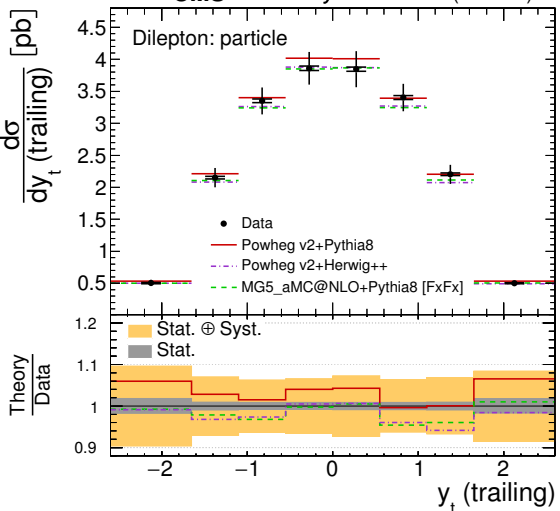 Dilepton: particle
dσ
dy_t (trailing) [pb]
4.5
4
3.5
3
2.5
2
1.5
1
0.5
Data
Powheg v2+Pythia8
Powheg v2+Herwig++
MG5_aMC@NLO+Pythia8 [FxFx]
Theory
Data
1.2
1.1
1
0.9
Stat. ⊕ Syst.
Stat.
−2 −1 0 1 2
y_t (trailing)